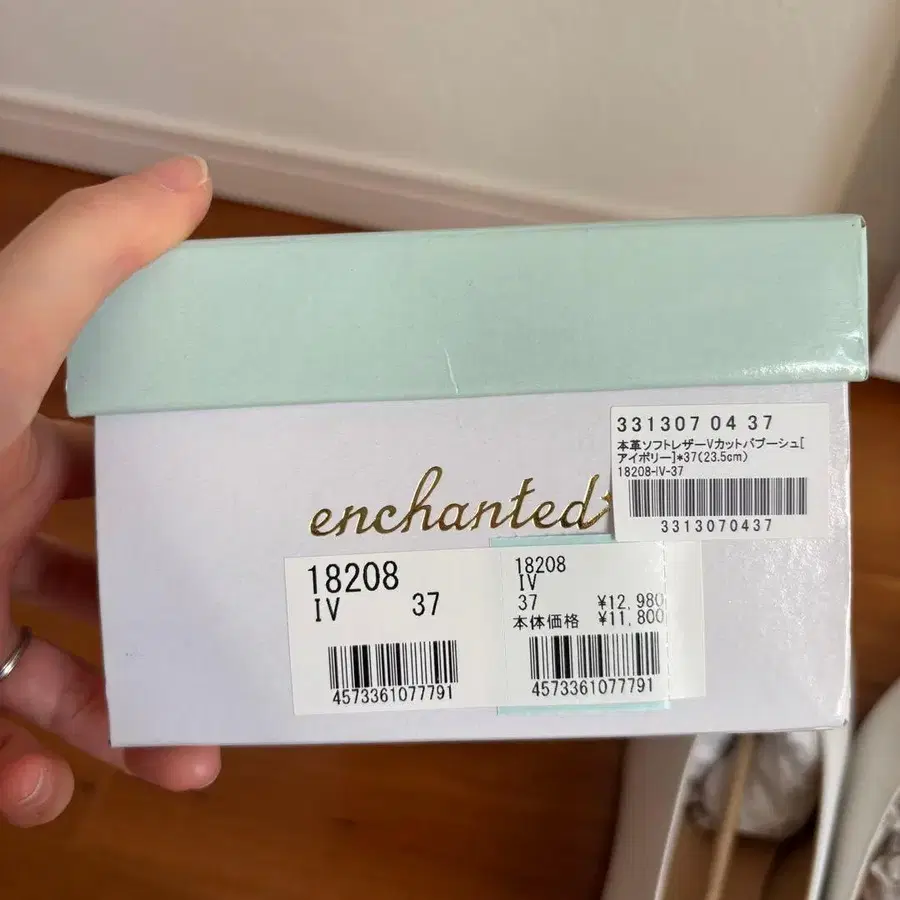 331307 04 37
本革ソフトレザーVカットバブーシュ[
アイボリー]*37(23.5cm)
18208-IV-37
3313070437
enchanted
18208
IV 37
4573361077791
18208
IV
37 ¥12,980
本体価格 ¥11,800
4573361077791